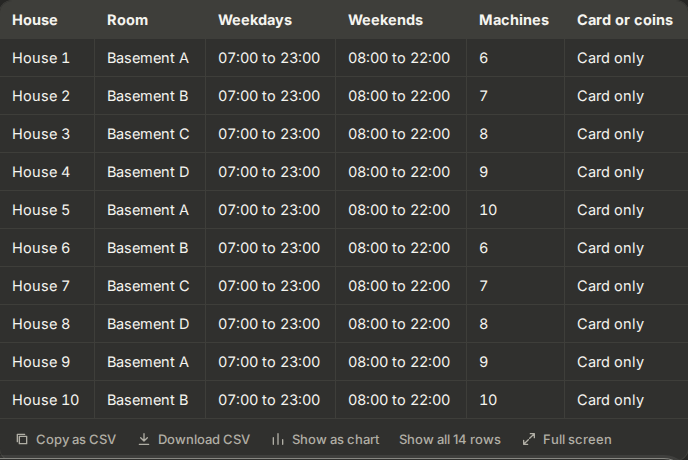 House Room Weekdays Weekends Machines Card or coins
House 1 Basement A 07:00 to 23:00 08:00 to 22:00 6 Card only
House 2 Basement B 07:00 to 23:00 08:00 to 22:00 7 Card only
House 3 Basement C 07:00 to 23:00 08:00 to 22:00 8 Card only
House 4 Basement D 07:00 to 23:00 08:00 to 22:00 9 Card only
House 5 Basement A 07:00 to 23:00 08:00 to 22:00 10 Card only
House 6 Basement B 07:00 to 23:00 08:00 to 22:00 6 Card only
House 7 Basement C 07:00 to 23:00 08:00 to 22:00 7 Card only
House 8 Basement D 07:00 to 23:00 08:00 to 22:00 8 Card only
House 9 Basement A 07:00 to 23:00 08:00 to 22:00 9 Card only
House 10 Basement B 07:00 to 23:00 08:00 to 22:00 10 Card only
Copy as CSV Download CSV Show as chart Show all 14 rows Full screen